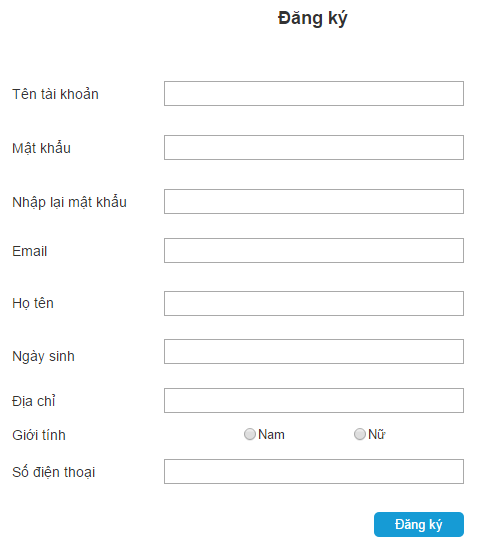 Đăng ký
Tên tài khoản
Mật khẩu
Nhập lại mật khẩu
Email
Họ tên
Ngày sinh
Địa chỉ
Giới tính Nam Nữ
Số điện thoại
Đăng ký